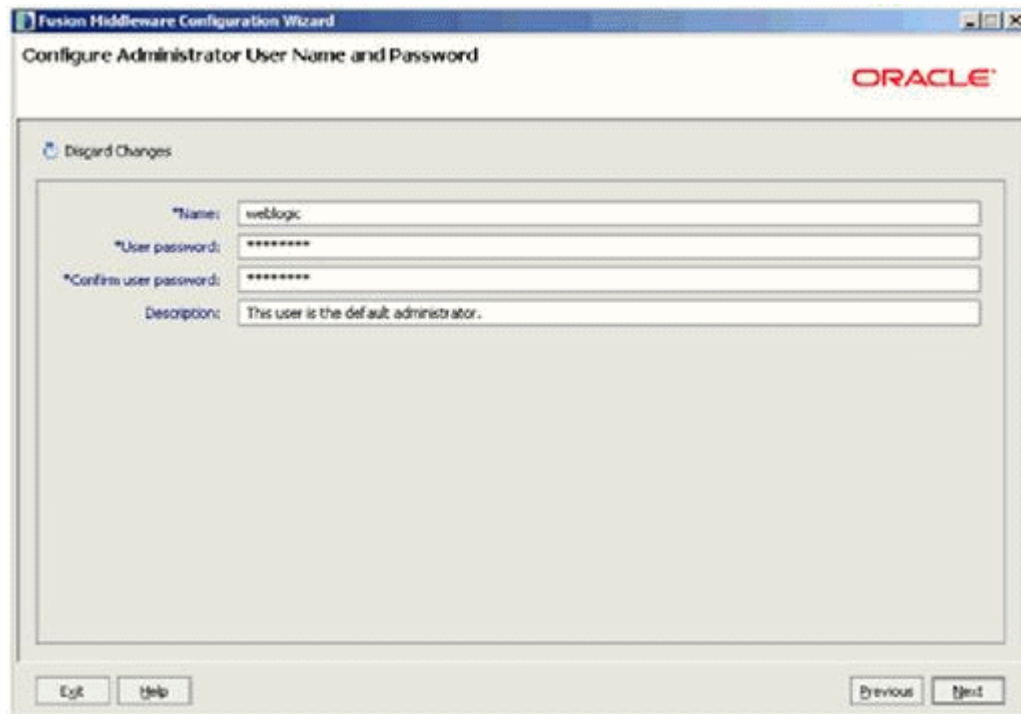 Fusion Middleware Configuration Wizard
Configure Administrator User Name and Password
ORACLE
Discard Changes
*Name: weblogic
*User password: ********
*Confirm user password: ********
Description: This user is the default administrator.
Exit Help Previous Next